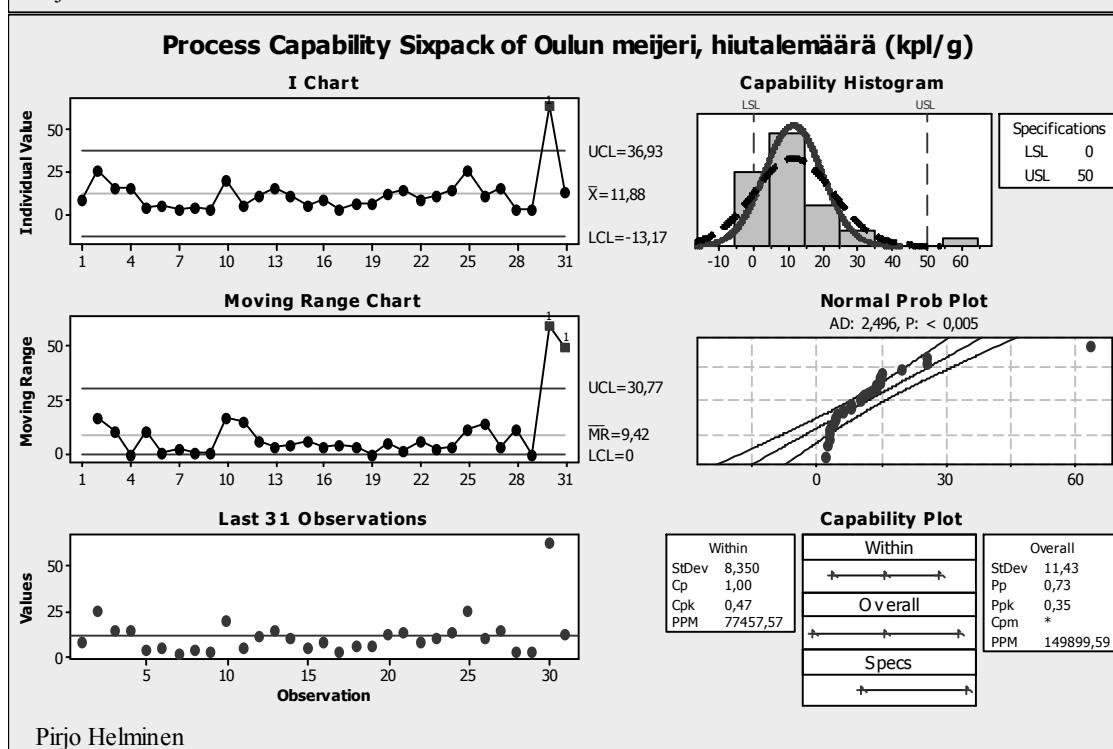 Process Capability Sixpack of Oulun meijeri, hiutalemäärä (kpl/g)
I Chart
Individual Value
50
25
0
1
UCL=36,93
X=11,88
LCL=-13,17
1 4 7 10 13 16 19 22 25 28 31
Moving Range Chart
Moving Range
50
25
0
1
1
UCL=30,77
MR=9,42
LCL=0
1 4 7 10 13 16 19 22 25 28 31
Last 31 Observations
Values
50
25
0
5 10 15 20 25 30
Observation
Capability Histogram
LSL USL
-10 0 10 20 30 40 50 60
Specifications
LSL 0
USL 50
Normal Prob Plot
AD: 2,496, P: < 0,005
0 30 60
Capability Plot
Within
StDev 8,350
Cp 1,00
Cpk 0,47
PPM 77457,57
Within
Overall
Specs
Overall
StDev 11,43
Pp 0,73
Ppk 0,35
Cpm *
PPM 149899,59
Pirjo Helminen